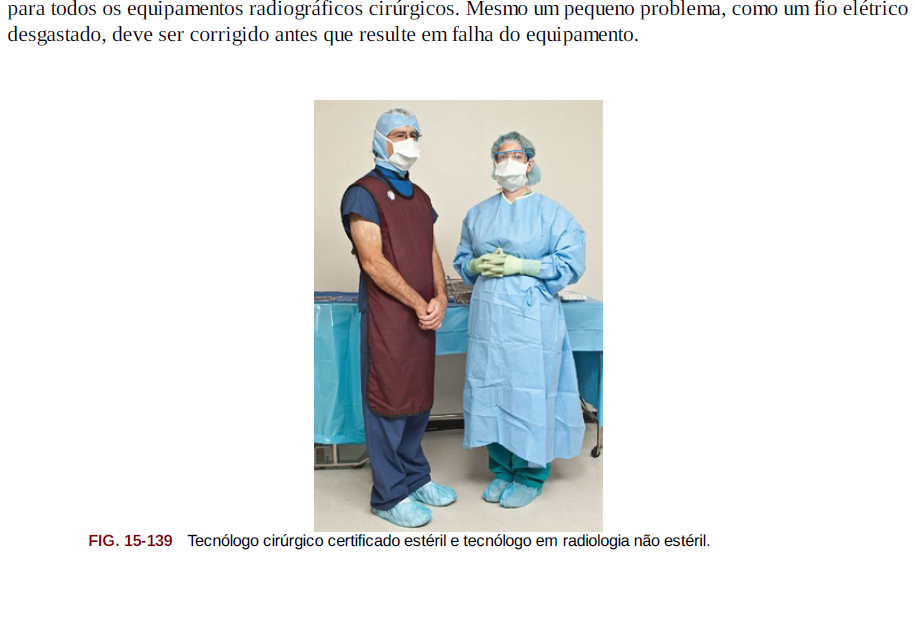 para todos os equipamentos radiográficos cirúrgicos. Mesmo um pequeno problema, como um fio elétrico
desgastado, deve ser corrigido antes que resulte em falha do equipamento.
FIG. 15-139 Tecnólogo cirúrgico certificado estéril e tecnólogo em radiologia não estéril.